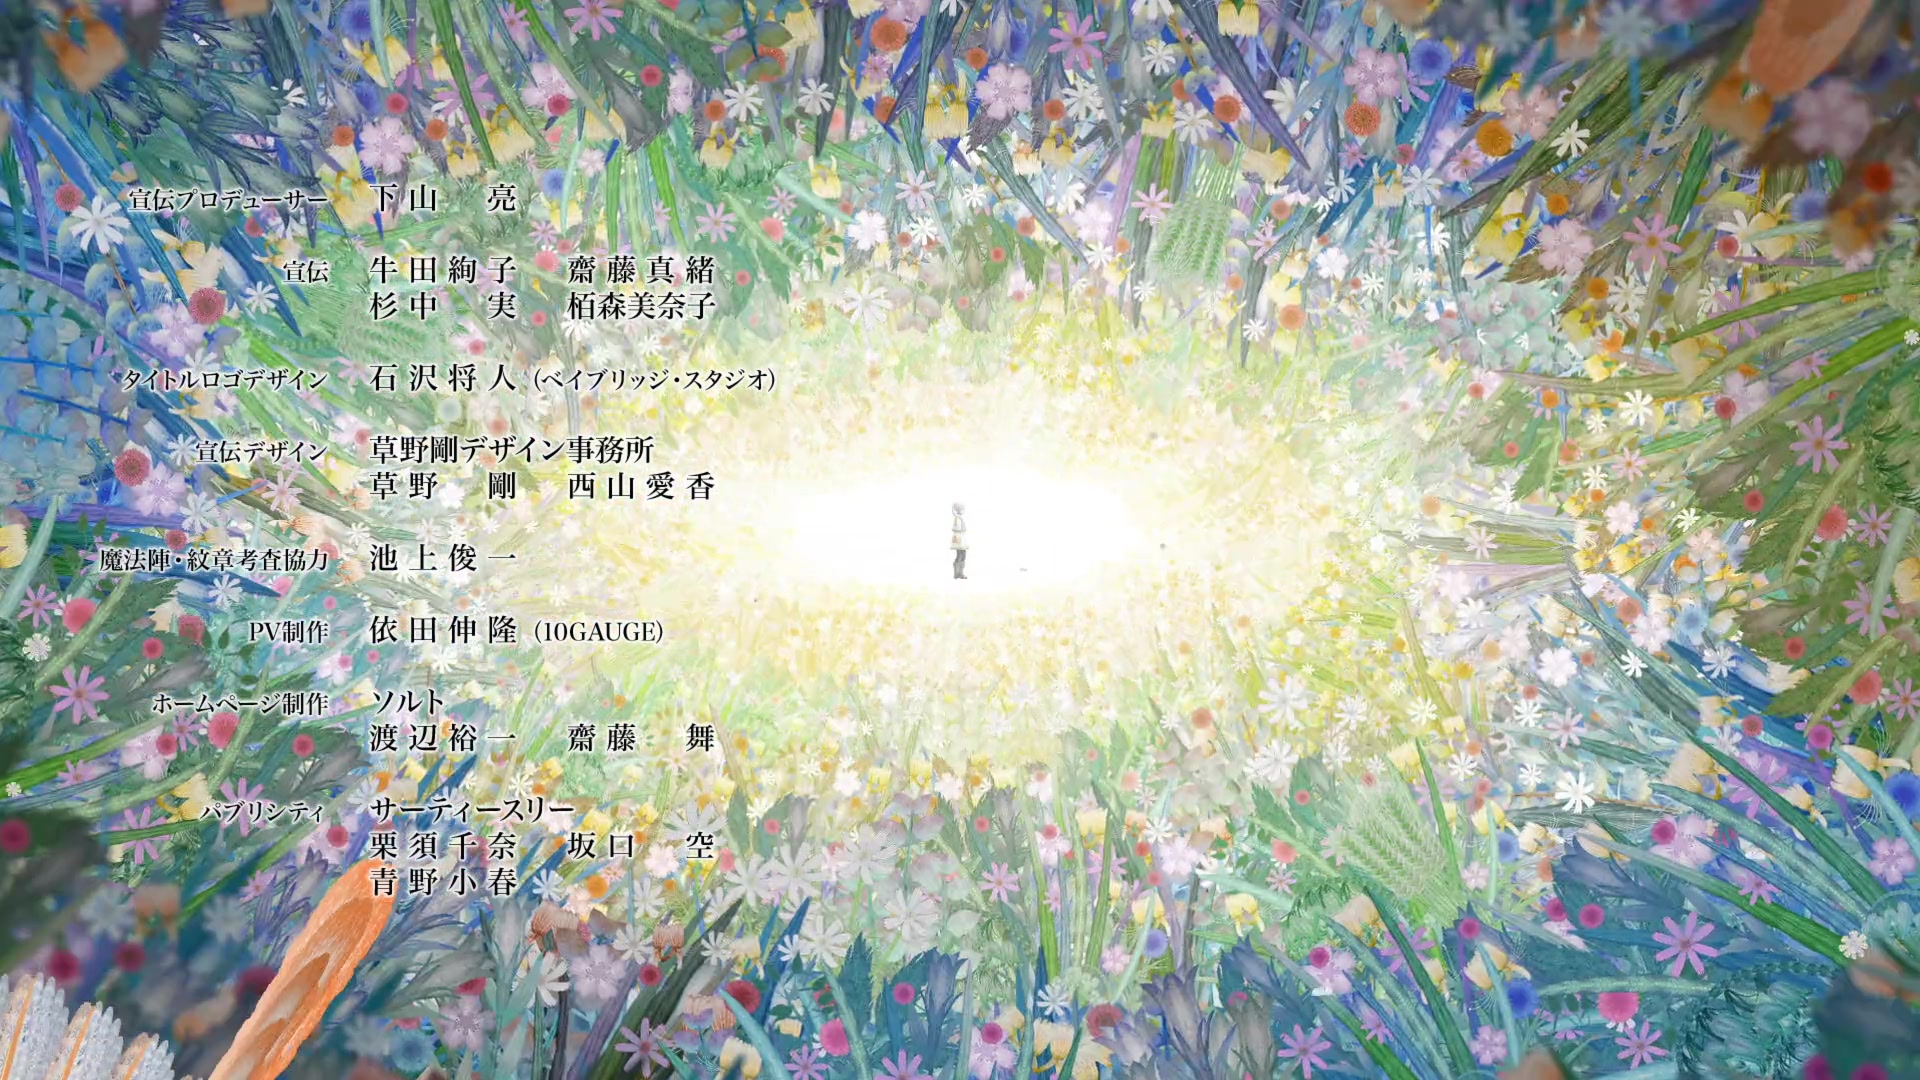 宣伝プロデューサー 下山 亮
宣伝 牛田絢子 齋藤真緒
杉中 実 栢森美奈子
タイトルロゴデザイン 石沢将人（ベイブリッジ・スタジオ）
宣伝デザイン 草野剛デザイン事務所
草野 剛 西山愛香
魔法陣・紋章考査協力 池上俊一
PV制作 依田伸隆（10GAUGE）
ホームページ制作 ソルト
渡辺裕一 齋藤 舞
パブリシティ サーティースリー
栗須千奈 坂口 空
青野小春